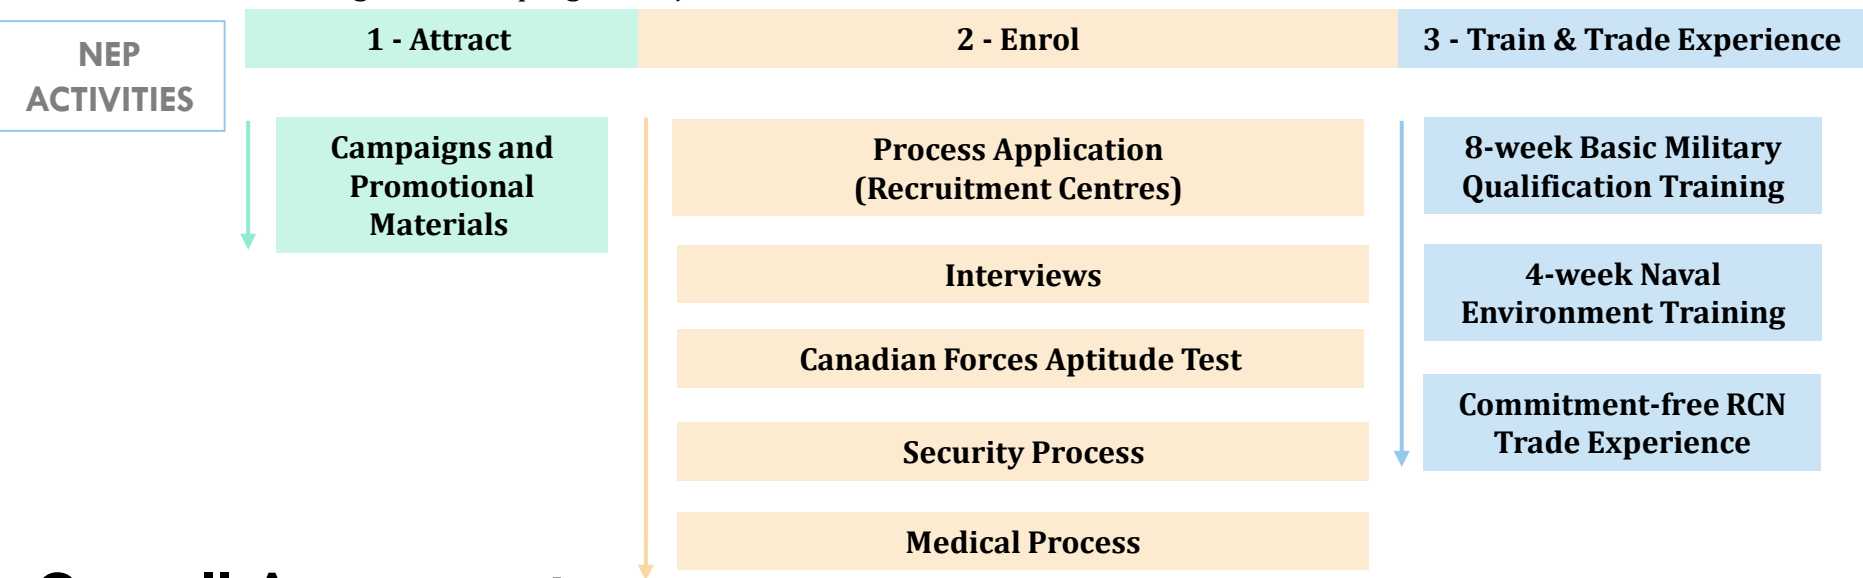 NEP
ACTIVITIES
1 - Attract
2 - Enrol
3 - Train & Trade Experience
Campaigns and
Promotional
Materials
Process Application
(Recruitment Centres)
Interviews
Canadian Forces Aptitude Test
Security Process
Medical Process
8-week Basic Military
Qualification Training
4-week Naval
Environment Training
Commitment-free RCN
Trade Experience